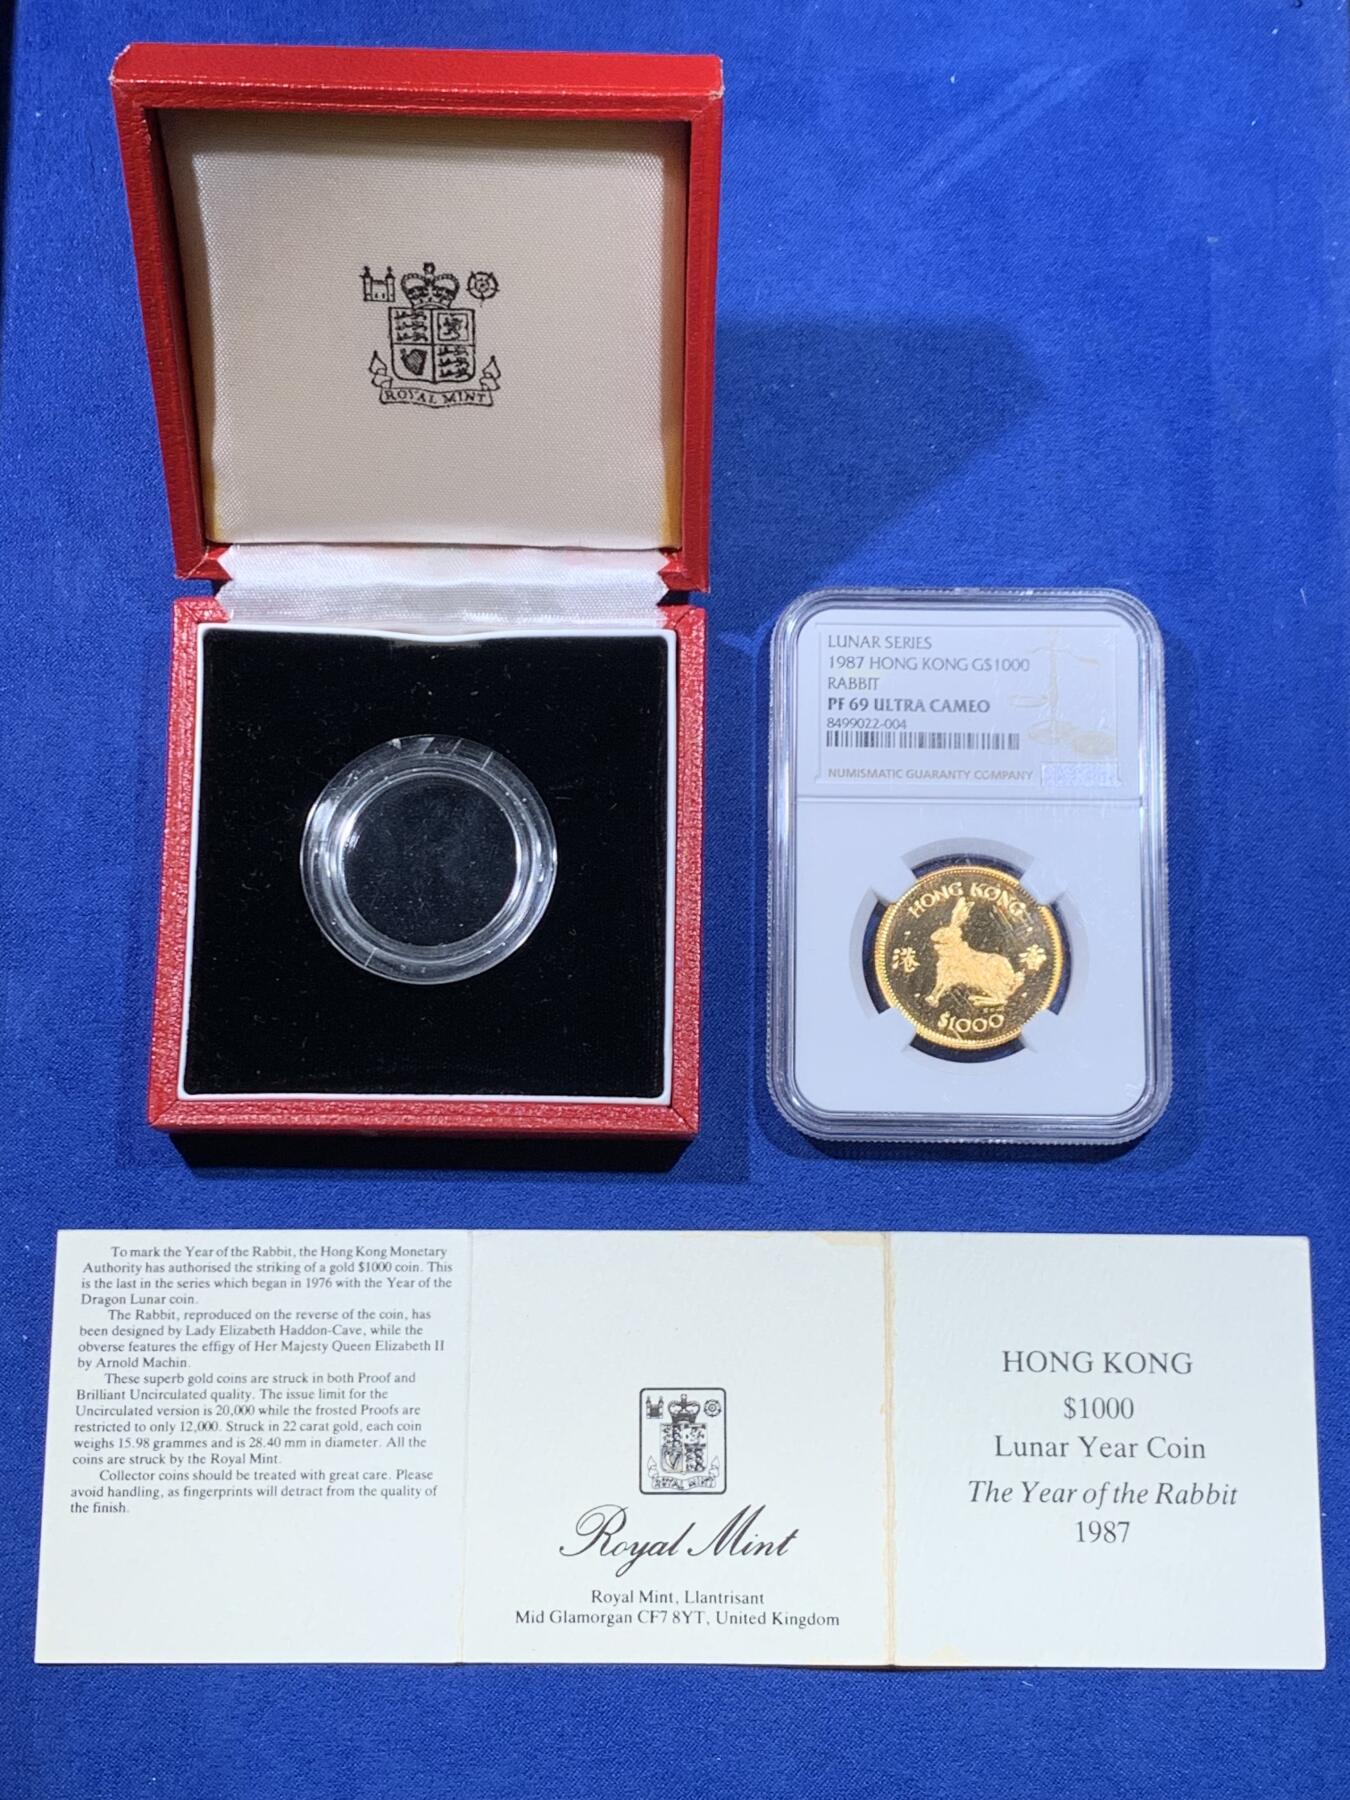 ROYAL MINT
LUNAR SERIES
1987 HONG KONG G$1000
RABBIT
PF 69 ULTRA CAMEO
8499022-004
NUMISMATIC GUARANTY COMPANY
HONG KONG
港 香
$1000
To mark the Year of the Rabbit, the Hong Kong Monetary
Authority has authorised the striking of a gold $1000 coin. This
is the last in the series which began in 1976 with the Year of the
Dragon Lunar coin.
The Rabbit, reproduced on the reverse of the coin, has
been designed by Lady Elizabeth Haddon-Cave, while the
obverse features the effigy of Her Majesty Queen Elizabeth II
by Arnold Machin.
These superb gold coins are struck in both Proof and
Brilliant Uncirculated quality. The issue limit for the
Uncirculated version is 20,000 while the frosted Proofs are
restricted to only 12,000. Struck in 22 carat gold, each coin
weighs 15.98 grammes and is 28.40 mm in diameter. All the
coins are struck by the Royal Mint.
Collector coins should be treated with great care. Please
avoid handling, as fingerprints will detract from the quality of
the finish.
ROYAL MINT
Royal Mint
Royal Mint, Llantrisant
Mid Glamorgan CF7 8YT, United Kingdom
HONG KONG
$1000
Lunar Year Coin
The Year of the Rabbit
1987